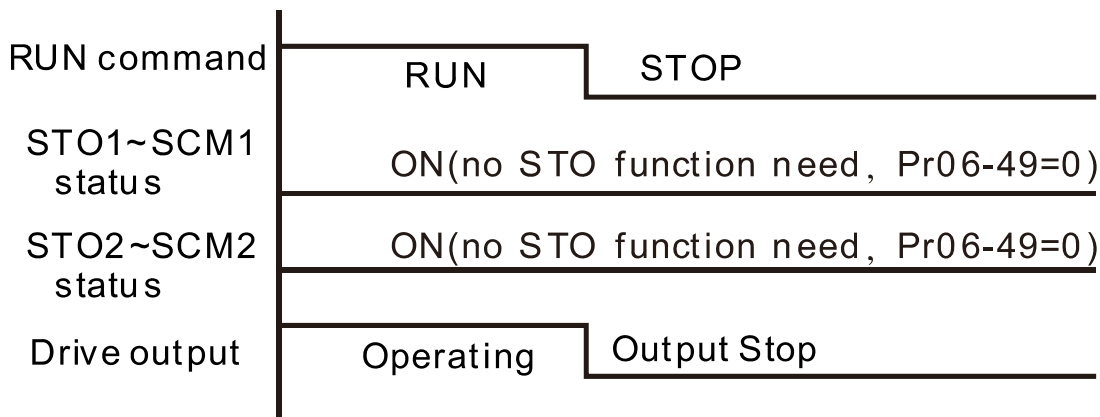 RUN command
RUN
STOP
STO1~SCM1
status
ON(no STO function need, Pr06-49=0)
STO2~SCM2
status
ON(no STO function need, Pr06-49=0)
Drive output
Operating
Output Stop